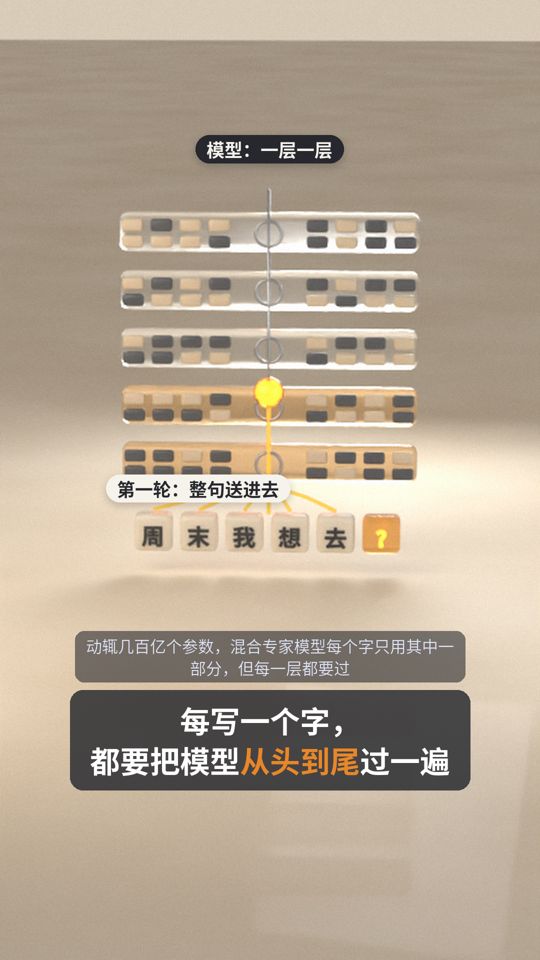 模型：一层一层
第一轮：整句送进去
周末我想去?
动辄几百亿个参数，混合专家模型每个字只用其中一
部分，但每一层都要过
每写一个字，
都要把模型从头到尾过一遍